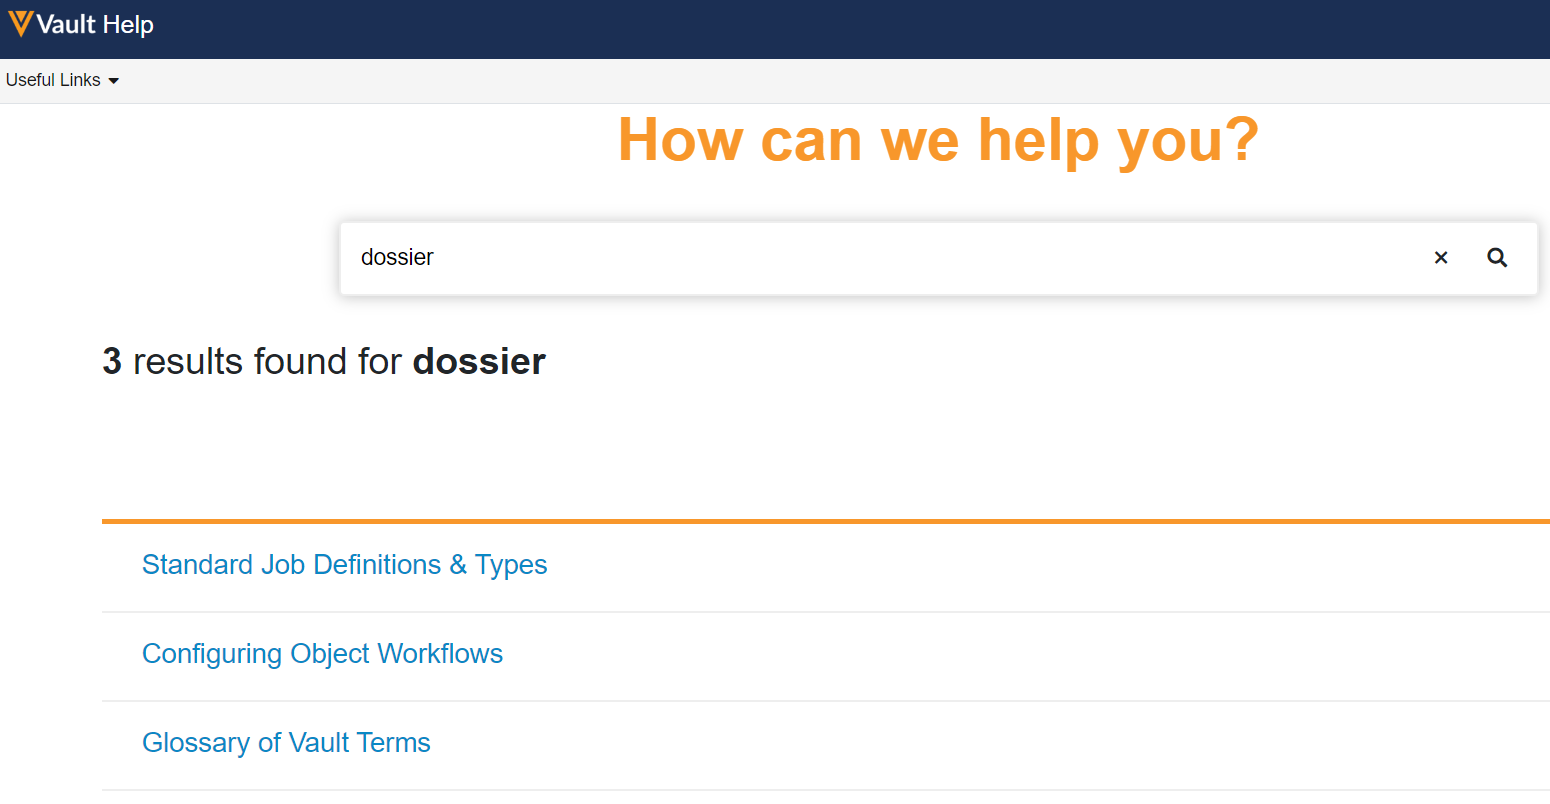 Vault Help
Useful Links
How can we help you?
dossier
3 results found for dossier
Standard Job Definitions & Types
Configuring Object Workflows
Glossary of Vault Terms